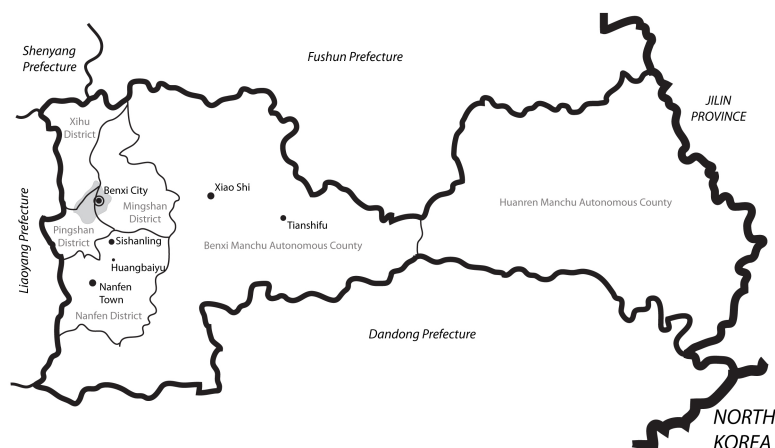 Shenyang
Prefecture
Fushun Prefecture
JILIN
PROVINCE
Xihu
District
Xiao Shi
Benxi City
Huanren Manchu Autonomous County
Mingshan
District
Tianshifu
Liaoyang Prefecture
Pingshan
District
Sishanling
Benxi Manchu Autonomous County
Huangbaiyu
Nanfen
Town
Nanfen District
Dandong Prefecture
NORTH
KOREA